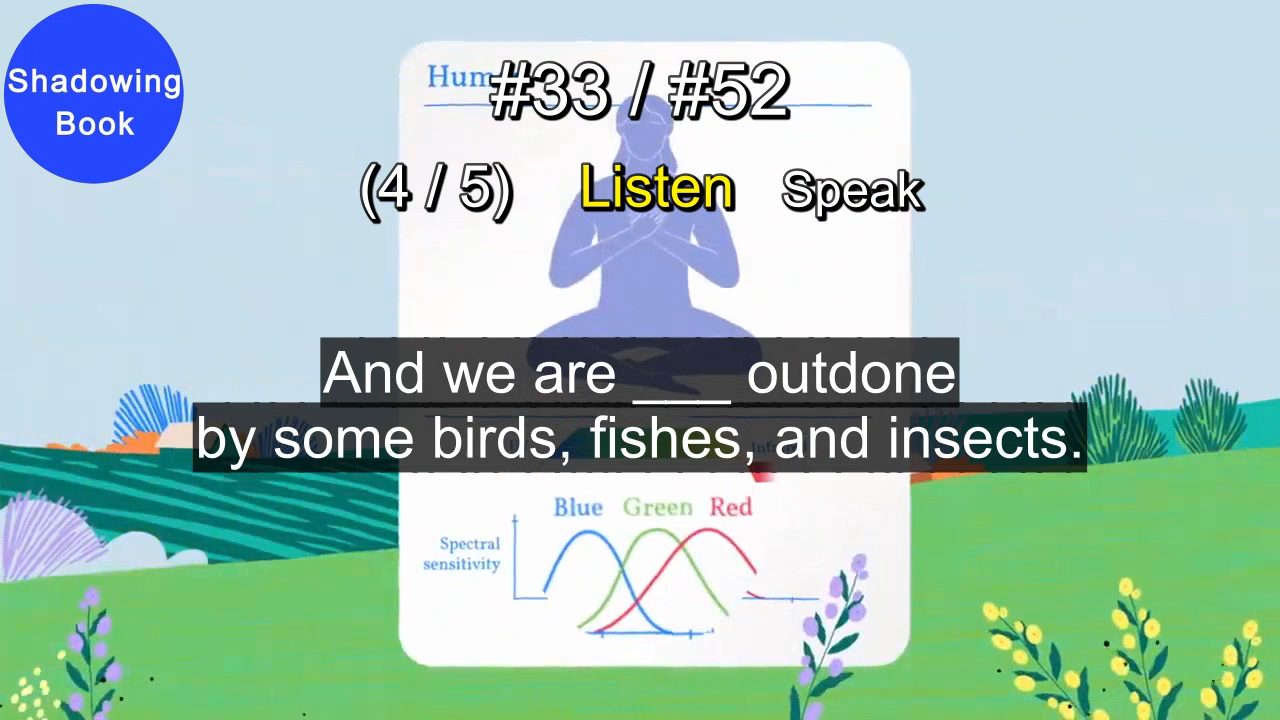 Shadowing
Book
#33 / #52
(4 / 5) Listen Speak
And we are ___ outdone
by some birds, fishes, and insects.
Blue Green Red
Spectral
sensitivity